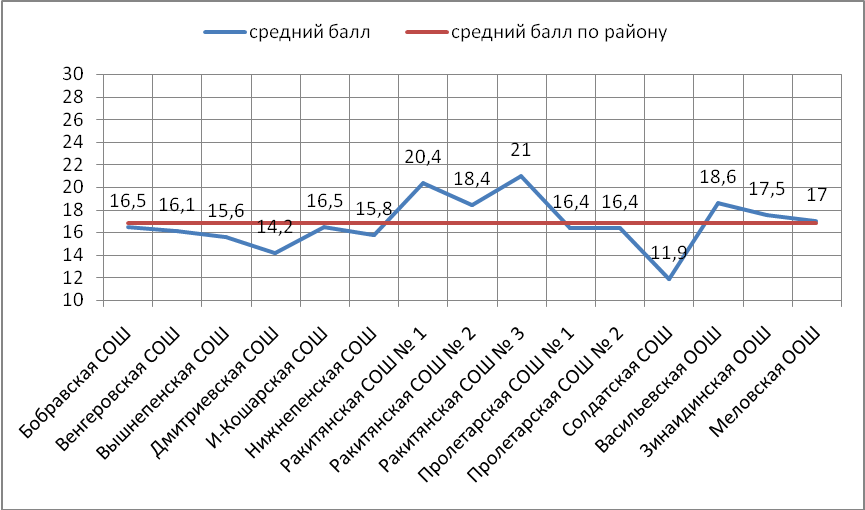 средний балл средний балл по району
30
28
26
24
22
20
18
16
14
12
10
16,5
16,1
15,6
14,2
16,5
15,8
20,4
18,4
21
16,4
16,4
11,9
18,6
17,5
17
Бобравская СОШ
Венгеровская СОШ
Вышнепенская СОШ
Дмитриевская СОШ
И-Кошарская СОШ
Нижнепенская СОШ
Ракитянская СОШ № 1
Ракитянская СОШ № 2
Ракитянская СОШ № 3
Пролетарская СОШ № 1
Пролетарская СОШ № 2
Солдатская СОШ
Васильевская ООШ
Зинаидинская ООШ
Меловская ООШ